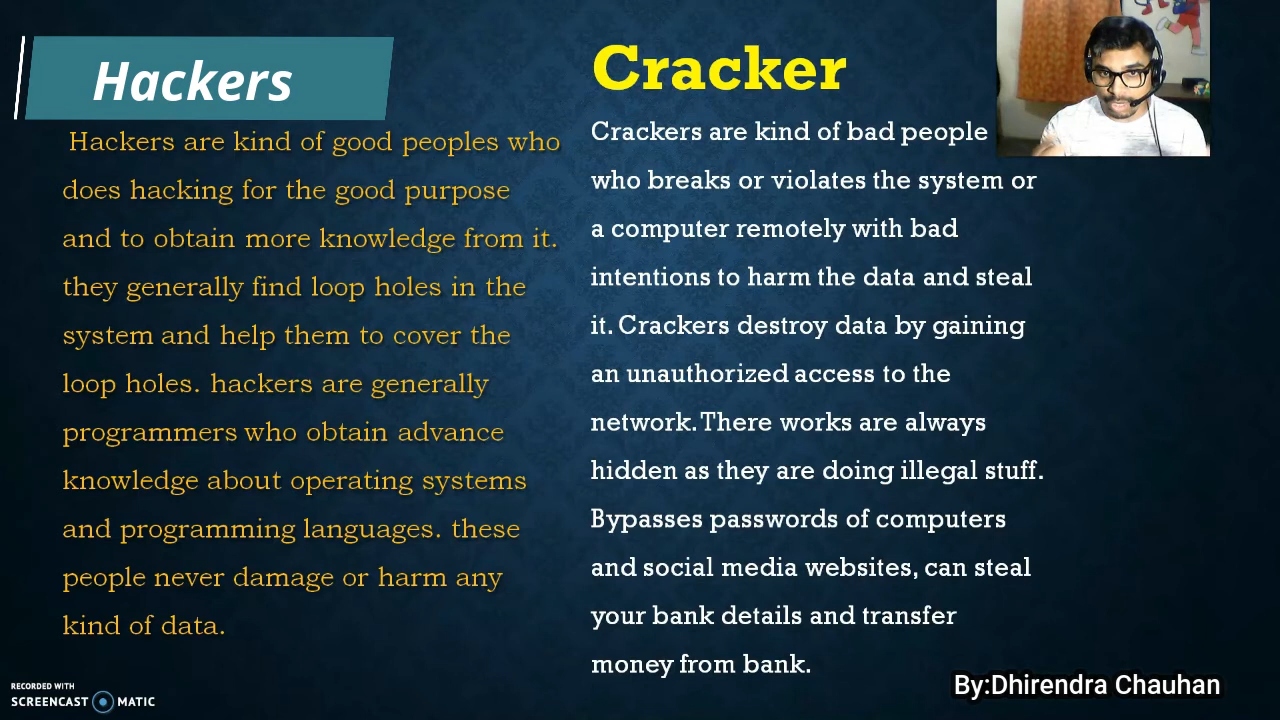 Hackers
Hackers are kind of good peoples who
does hacking for the good purpose
and to obtain more knowledge from it.
they generally find loop holes in the
system and help them to cover the
loop holes. hackers are generally
programmers who obtain advance
knowledge about operating systems
and programming languages. these
people never damage or harm any
kind of data.
Cracker
Crackers are kind of bad people
who breaks or violates the system or
a computer remotely with bad
intentions to harm the data and steal
it. Crackers destroy data by gaining
an unauthorized access to the
network. There works are always
hidden as they are doing illegal stuff.
Bypasses passwords of computers
and social media websites, can steal
your bank details and transfer
money from bank.
RECORDED WITH
SCREENCAST MATIC
By:Dhirendra Chauhan